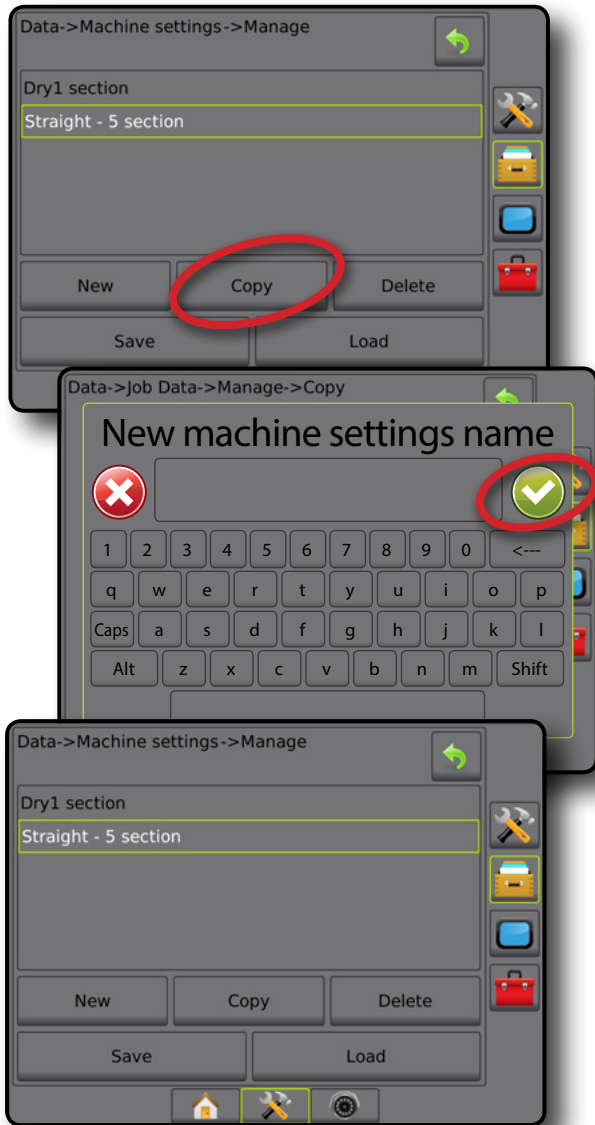 Data->Machine settings->Manage
Dry1 section
Straight - 5 section
New Copy Delete
Save Load
Data->Job Data->Manage->Copy
New machine settings name
1 2 3 4 5 6 7 8 9 0 <---
q w e r t y u i o p
Caps a s d f g h j k l
Alt z x c v b n m Shift
Data->Machine settings->Manage
Dry1 section
Straight - 5 section
New Copy Delete
Save Load